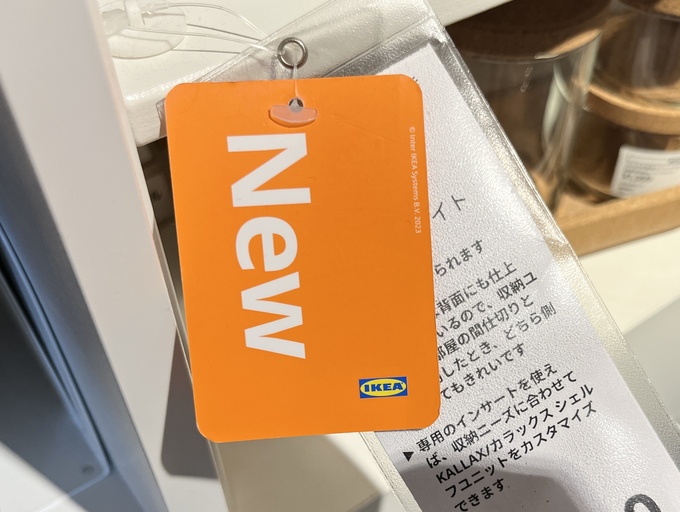 New
© Inter IKEA Systems B.V. 2023
IKEA
イト
られます
背面にも仕上
いるので、収納ユ
部屋の間仕切りと
したとき、どちら側
てもきれいです
▶ 専用のインサートを使え
ば、収納ニーズに合わせて
KALLAX/カラックス シェル
フユニットをカスタマイズ
できます